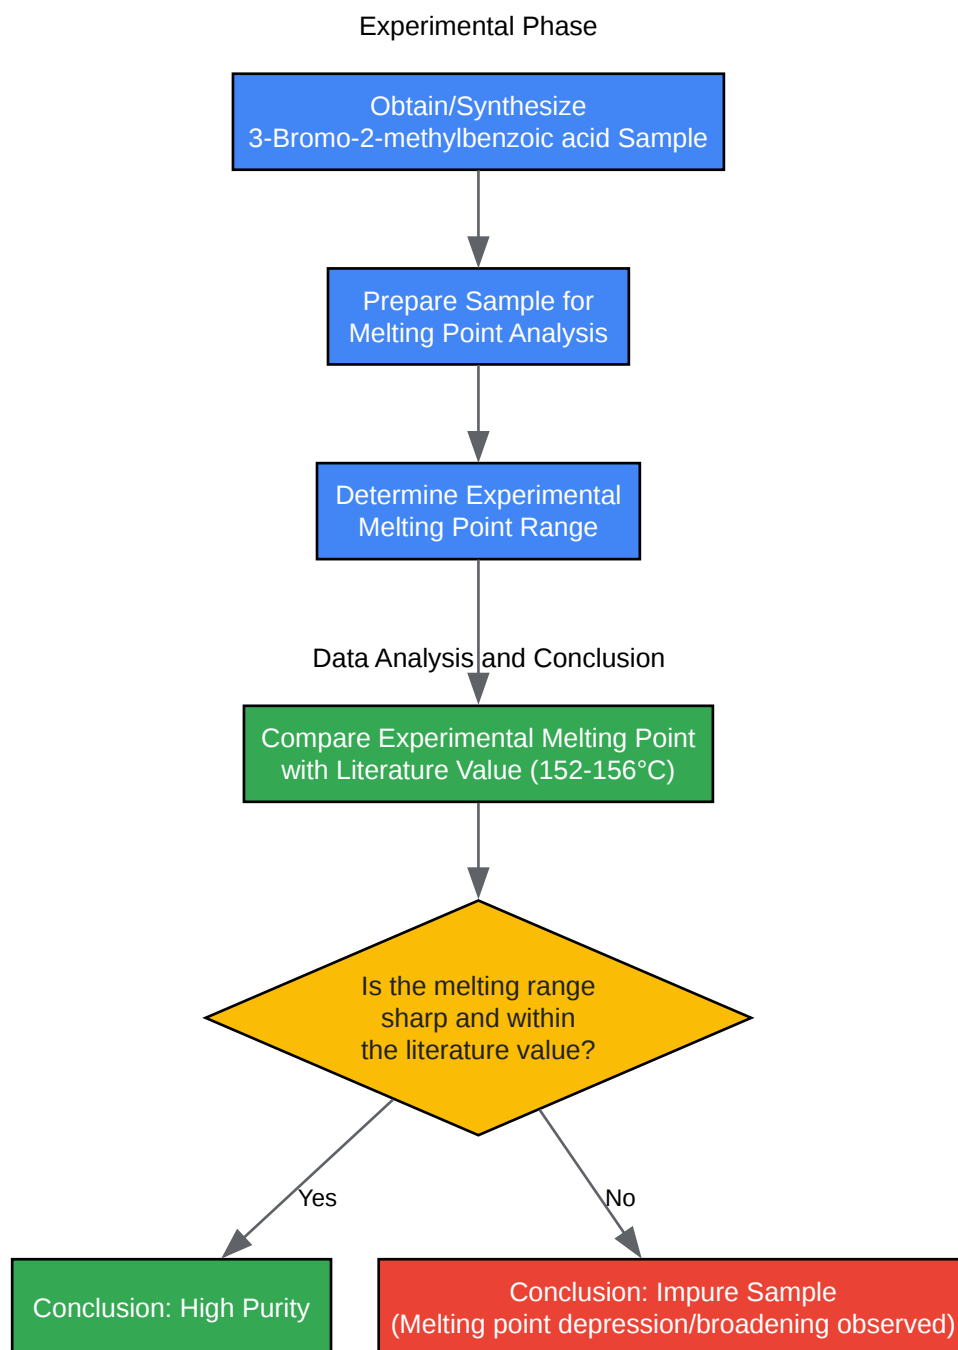 Experimental Phase
Obtain/Synthesize
3-Bromo-2-methylbenzoic acid Sample
Prepare Sample for
Melting Point Analysis
Determine Experimental
Melting Point Range
Data Analysis and Conclusion
Compare Experimental Melting Point
with Literature Value (152-156°C)
Is the melting range
sharp and within
the literature value?
Yes
No
Conclusion: High Purity
Conclusion: Impure Sample
(Melting point depression/broadening observed)